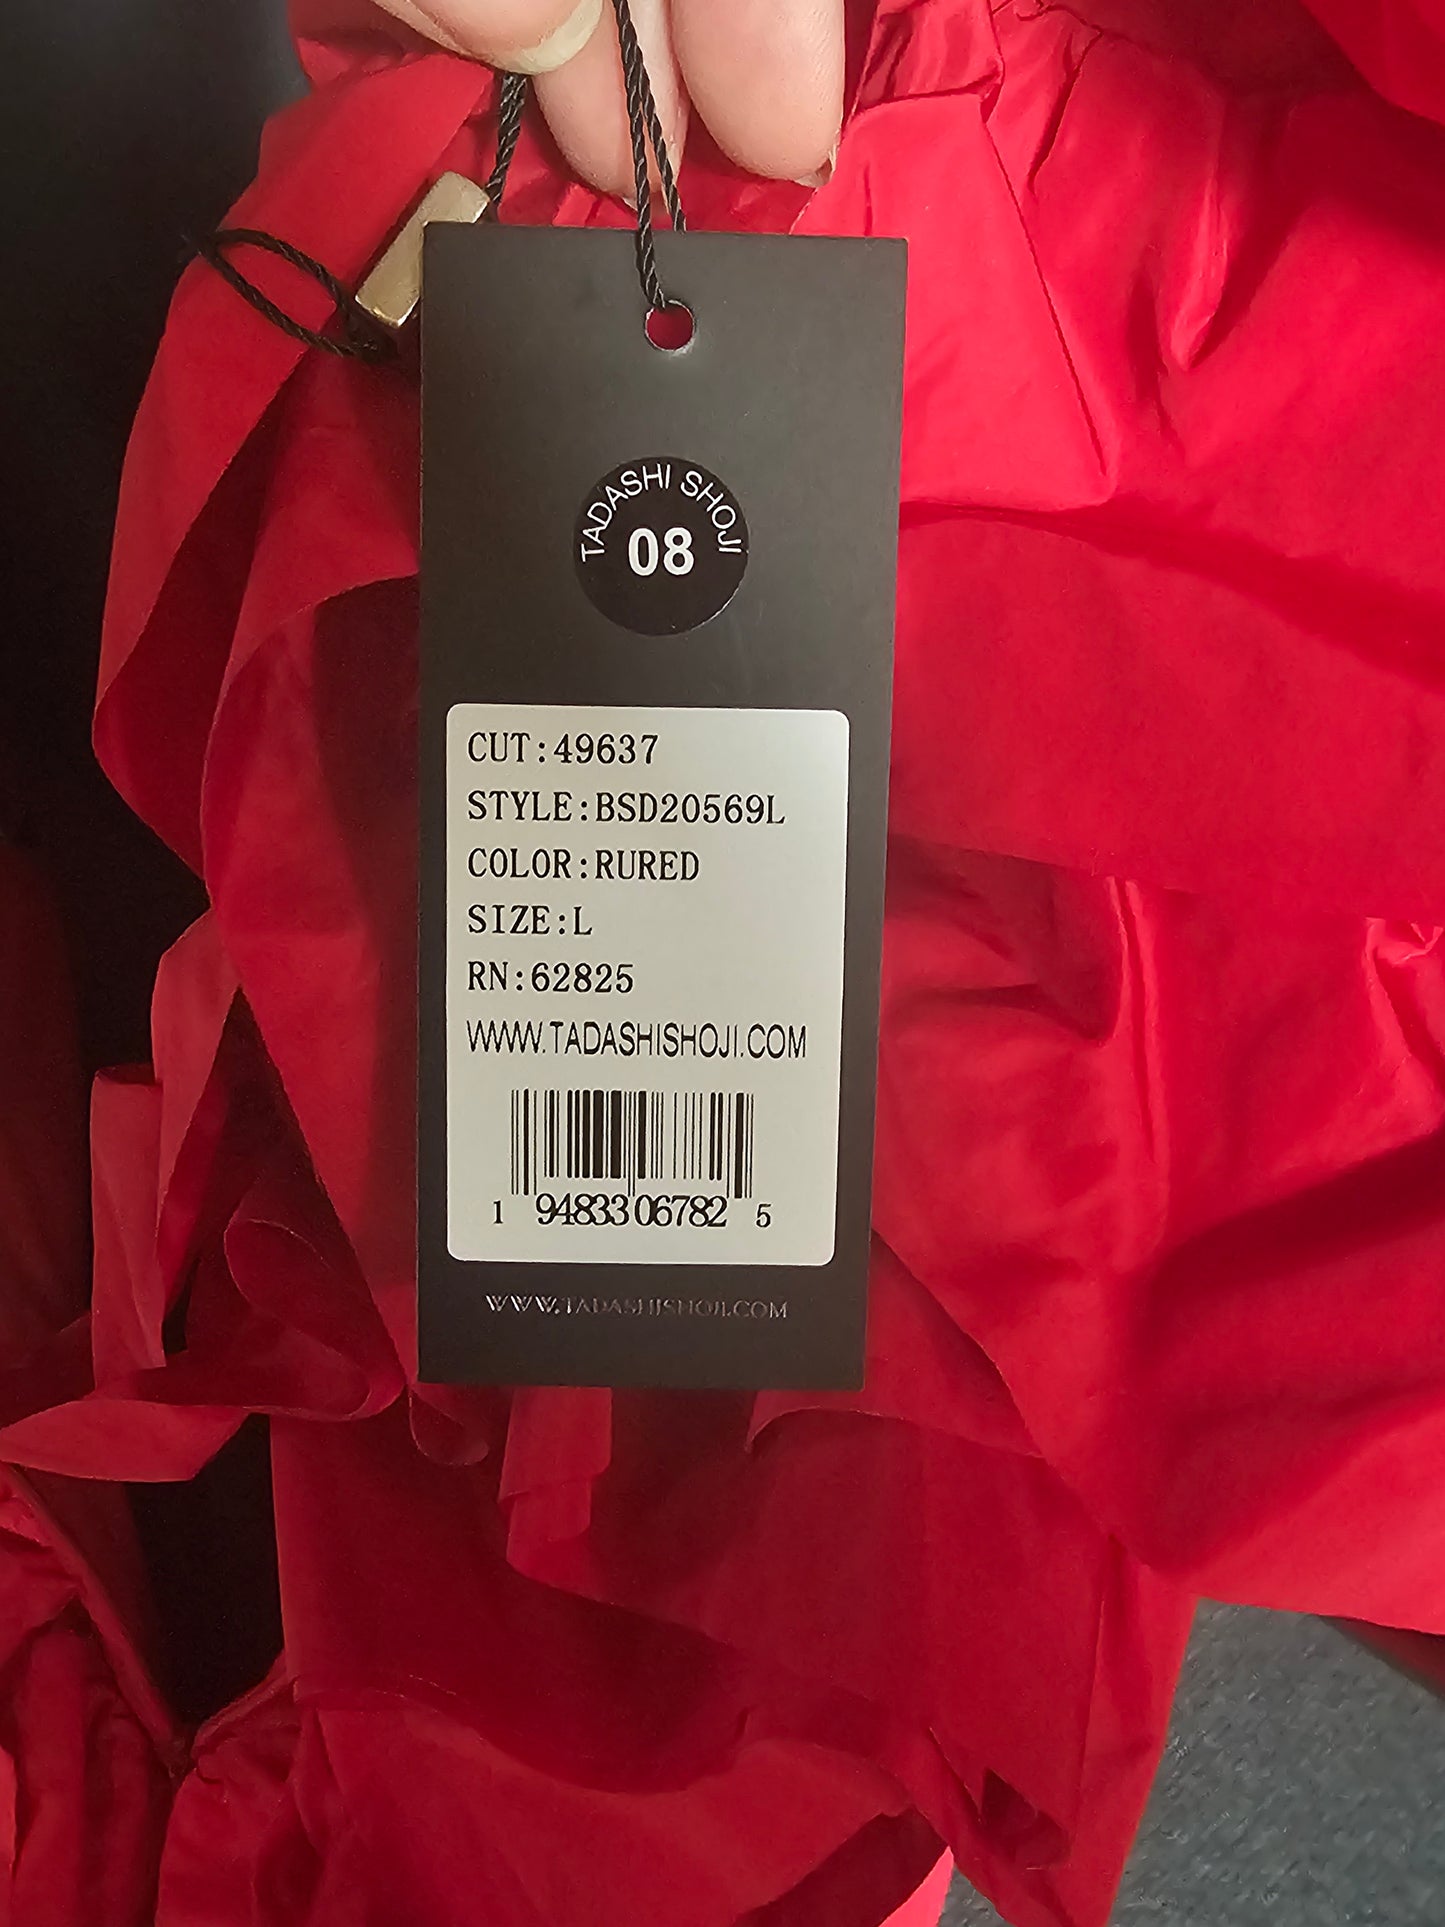 TADASHI SHOJI
08
CUT:49637
STYLE:BSD20569L
COLOR:RURED
SIZE:L
RN:62825
WWW.TADASHISHOJI.COM
1 94833 06782 5
WWW.TADASHISHOJI.COM